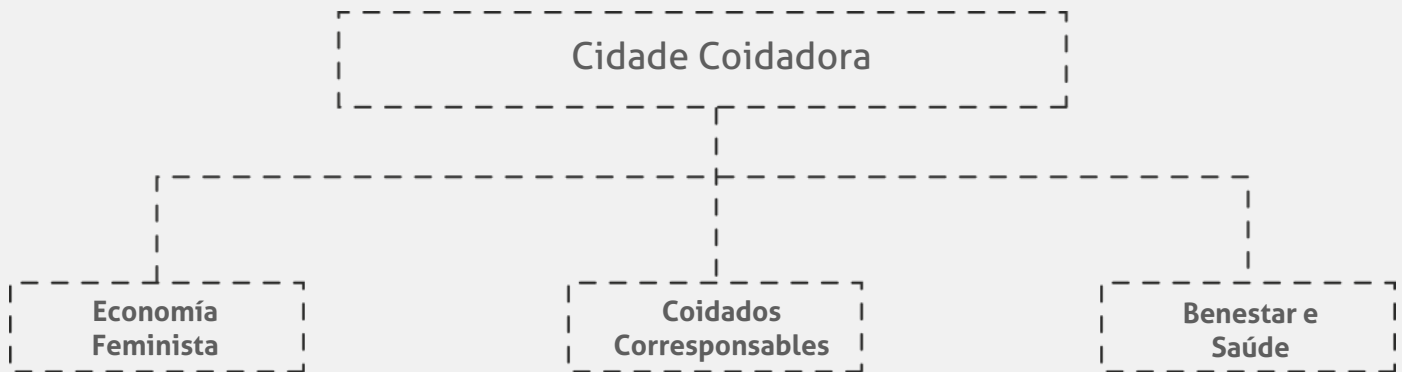 Cidade Coidadora
Economía
Feminista
Coidados
Corresponsables
Benestar e
Saúde